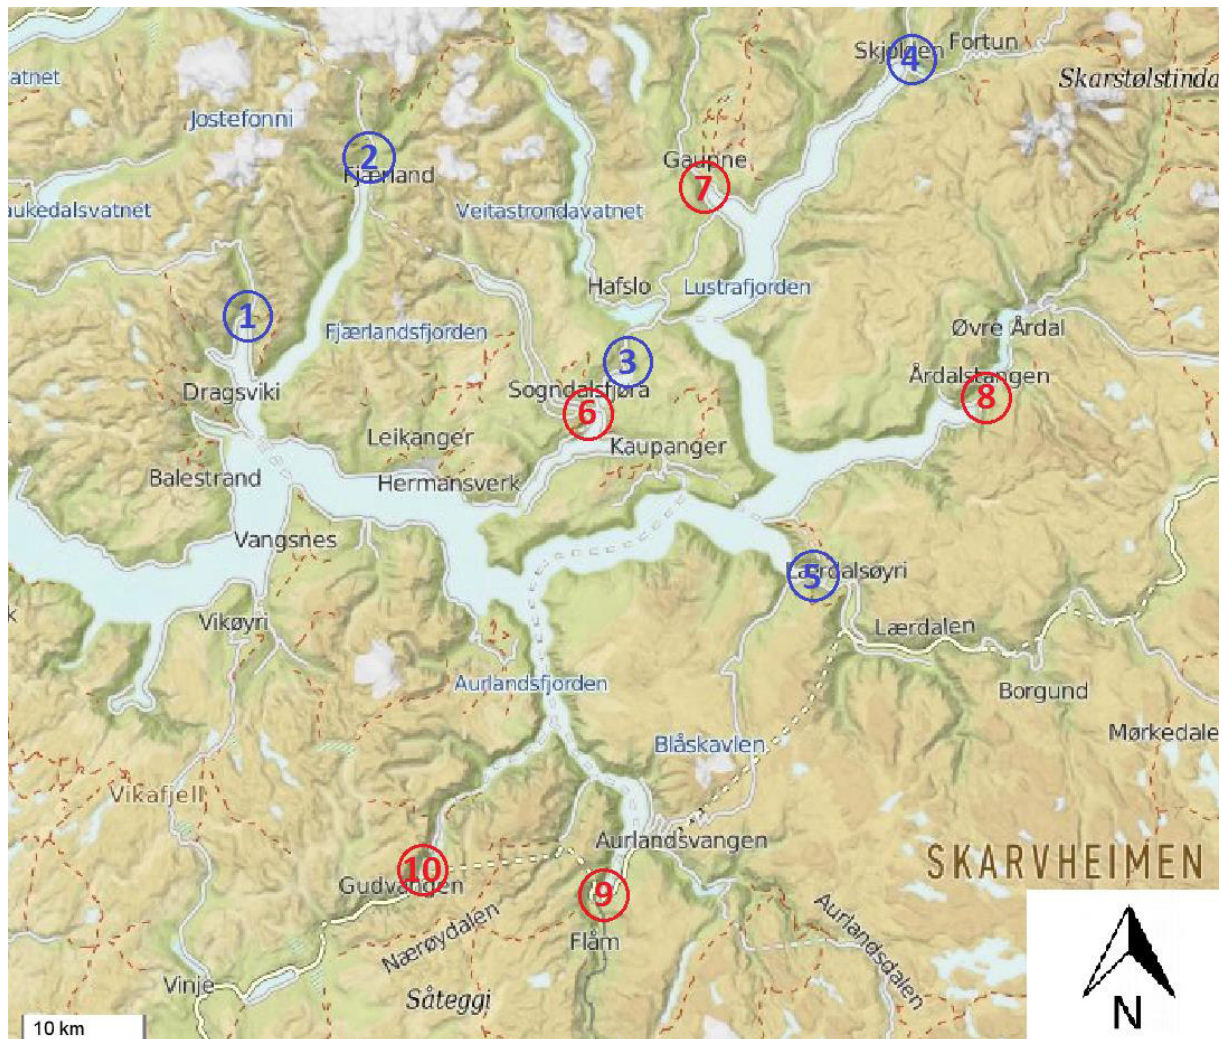 Skjolden
Fortun
4
atnet
Skarstølstinda
Jostefonni
2
Fjærland
Gaupne
7
aukedalsvatnet
Veitastrondavatnet
Hafslo
Lustrafjorden
1
Fjærlandsfjorden
Øvre Årdal
3
Dragsviki
Sogndalsfjøra
Årdalstangen
6
8
Leikanger
Kaupanger
Balestrand
Hermansverk
Vangsnes
5
Lærdalsøyri
k
Vikøyri
Lærdalen
Aurlandsfjorden
Borgund
Blåskavlen
Mørkedale
Vikafjell
Aurlandsvangen
SKARVHEIMEN
10
Gudvangen
9
Nærøydalen
Flåm
Aurlandsdalen
Vinje
Såteggi
N
10 km